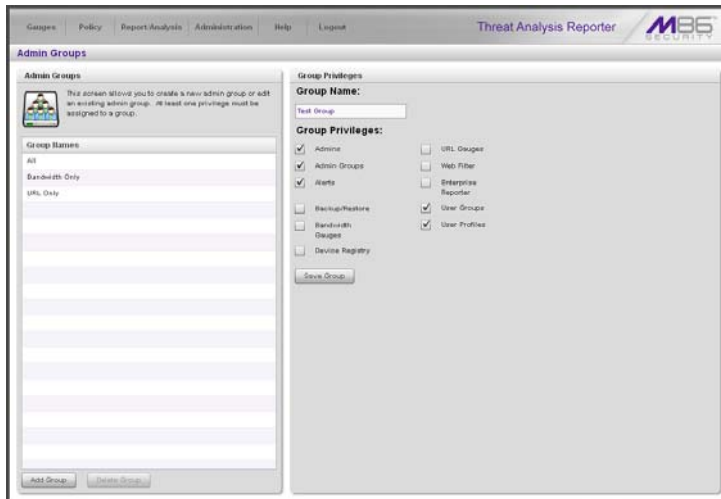 Gauges Policy Report/Analysis Administration Help Logout
Threat Analysis Reporter
M86 SECURITY
Admin Groups
Admin Groups
This screen allows you to create a new admin group or edit
an existing admin group. At least one privilege must be
assigned to a group.
Group Names
All
Bandwidth Only
URL Only
Add Group
Delete Group
Group Privileges
Group Name:
Test Group
Group Privileges:
Admins
Admin Groups
Alerts
Backup/Restore
Bandwidth
Gauges
Device Registry
URL Gauges
Web Filter
Enterprise
Reporter
User Groups
User Profiles
Save Group